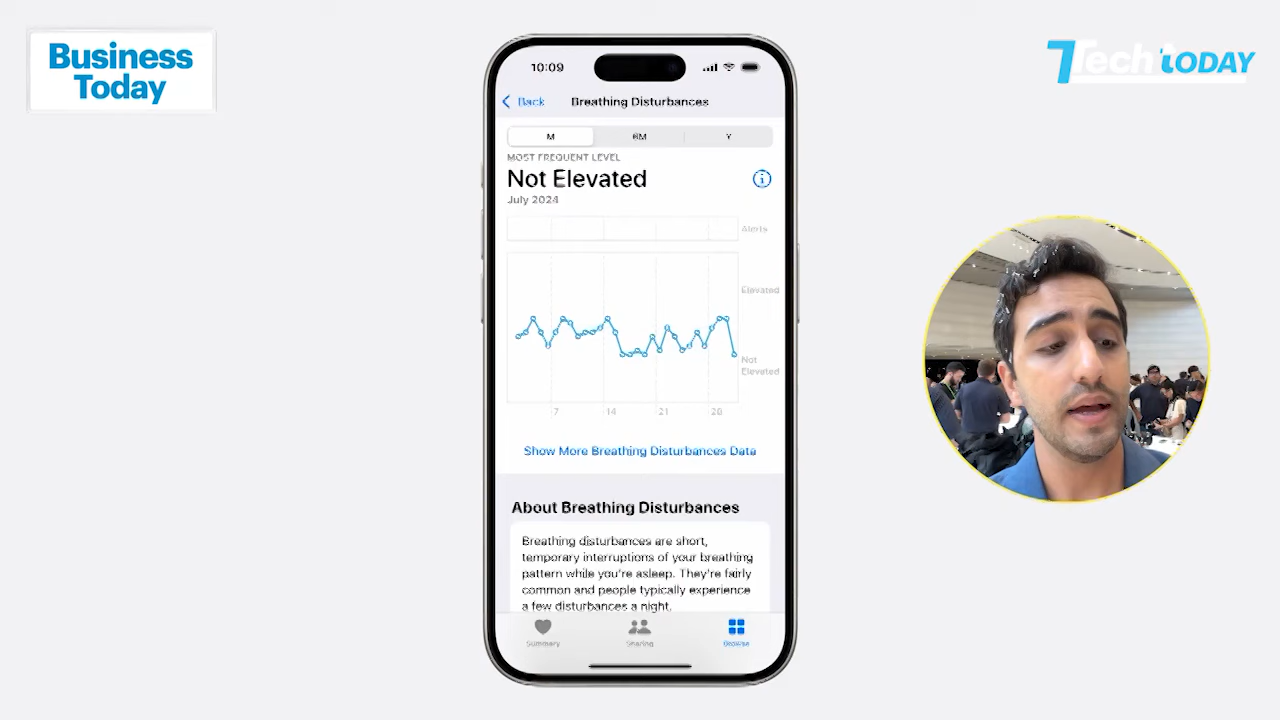 Business
Today
7Tech today
10:09
Back
Breathing Disturbances
M
6M
Y
MOST FREQUENT LEVEL
Not Elevated
July 2024
Alerts
Elevated
Not
Elevated
7
14
21
28
Show More Breathing Disturbances Data
About Breathing Disturbances
Breathing disturbances are short,
temporary interruptions of your breathing
pattern while you're asleep. They're fairly
common and people typically experience
a few disturbances a night.
Summary
Sharing
Browse